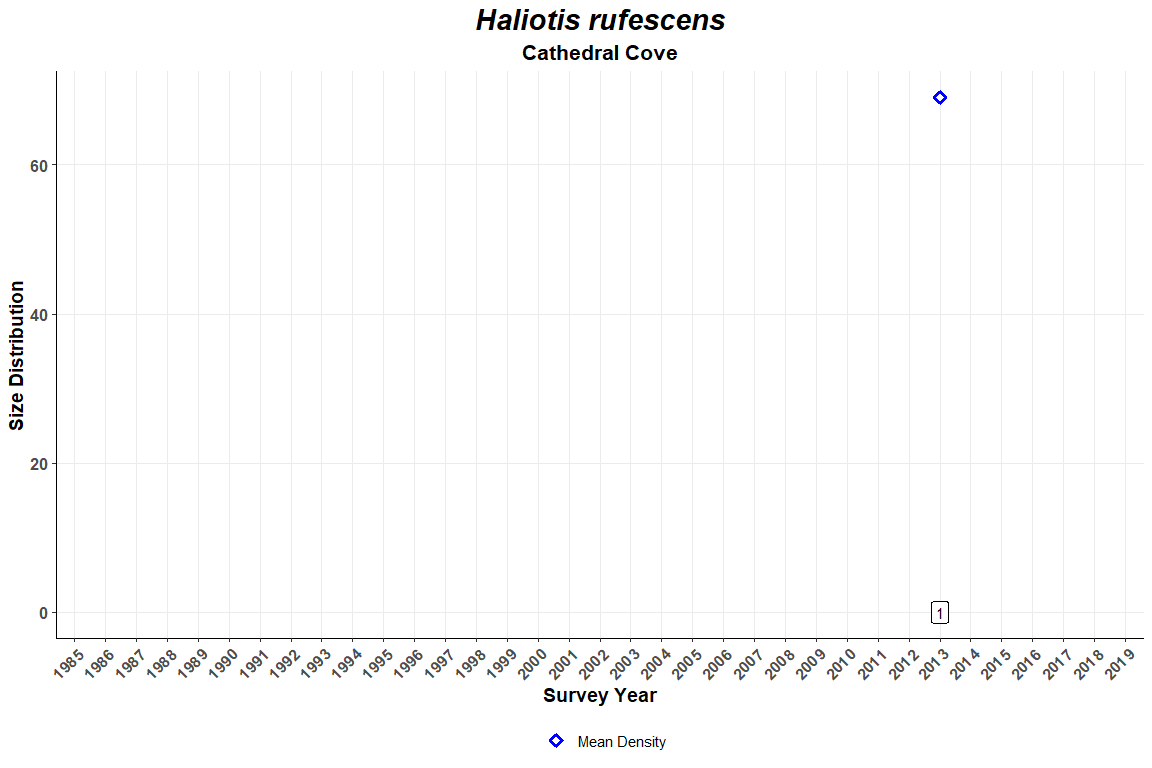 Haliotis rufescens
Cathedral Cove
Size Distribution
60
40
20
0
1
1985 1986 1987 1988 1989 1990 1991 1992 1993 1994 1995 1996 1997 1998 1999 2000 2001 2002 2003 2004 2005 2006 2007 2008 2009 2010 2011 2012 2013 2014 2015 2016 2017 2018 2019
Survey Year
Mean Density